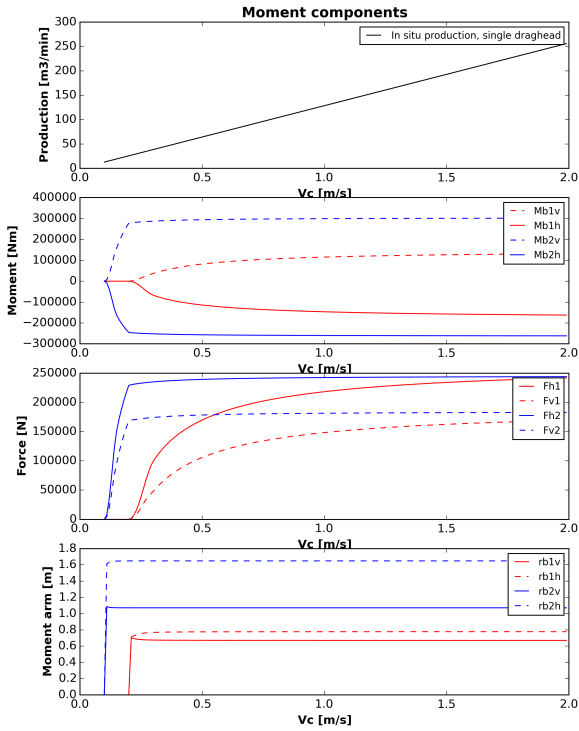 Moment components
300
250
200
150
100
50
0
Production [m3/min]
In situ production, single draghead
0.0 0.5 1.0 1.5 2.0
Vc [m/s]
400000
300000
200000
100000
0
−100000
−200000
−300000
Moment [Nm]
Mb1v
Mb1h
Mb2v
Mb2h
0.0 0.5 1.0 1.5 2.0
Vc [m/s]
250000
200000
150000
100000
50000
0
Force [N]
Fh1
Fv1
Fh2
Fv2
0.0 0.5 1.0 1.5 2.0
Vc [m/s]
1.8
1.6
1.4
1.2
1.0
0.8
0.6
0.4
0.2
0.0
Moment arm [m]
rb1v
rb1h
rb2v
rb2h
0.0 0.5 1.0 1.5 2.0
Vc [m/s]